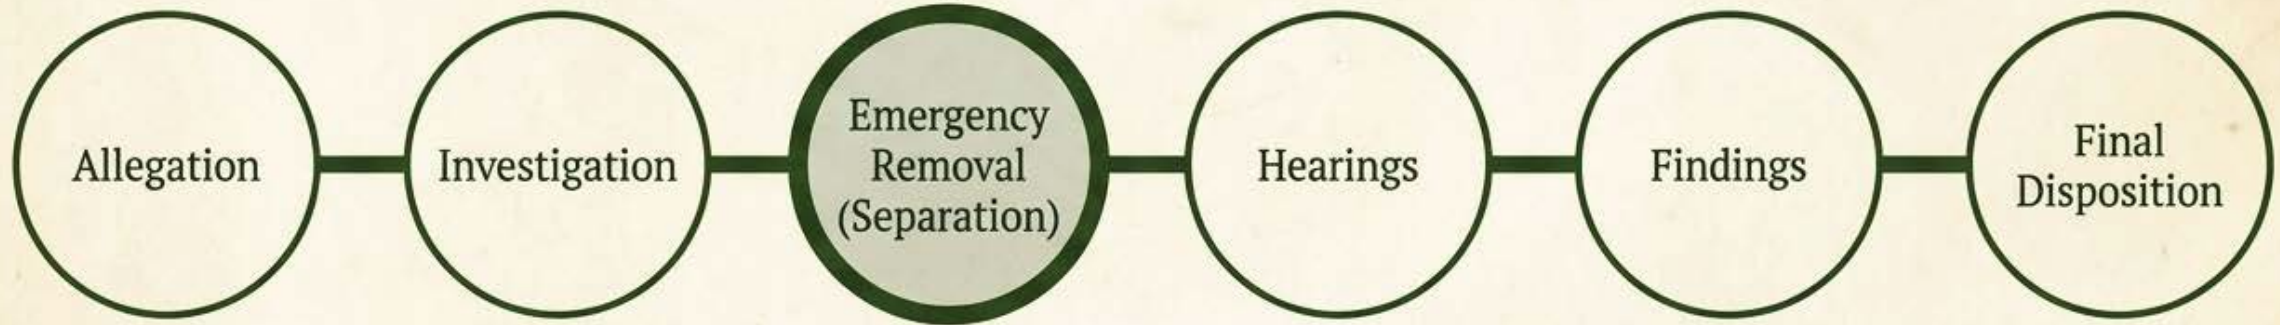 Allegation
Investigation
Emergency
Removal
(Separation)
Hearings
Findings
Final
Disposition